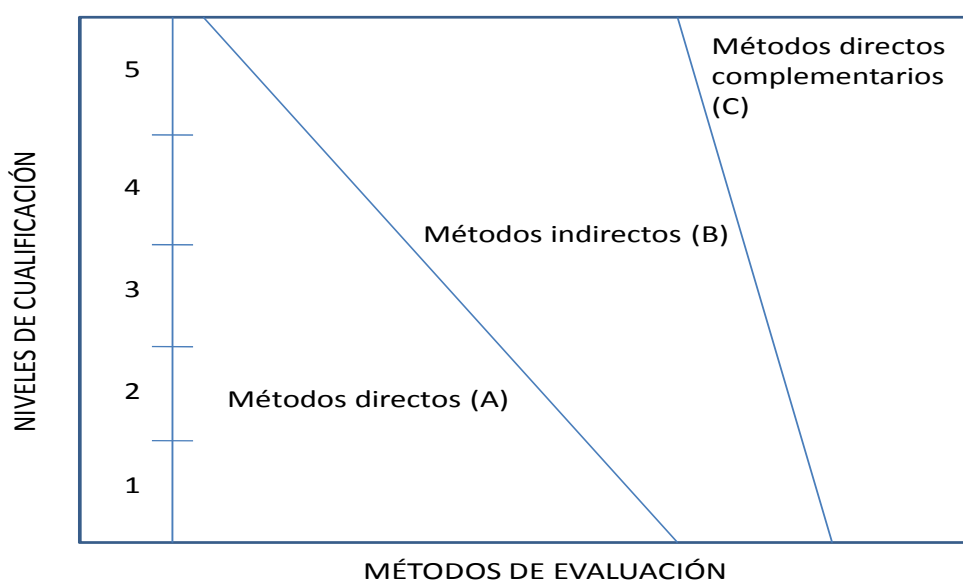 NIVELES DE CUALIFICACIÓN
5
4
3
2
1
Métodos directos
complementarios
(C)
Métodos indirectos (B)
Métodos directos (A)
MÉTODOS DE EVALUACIÓN